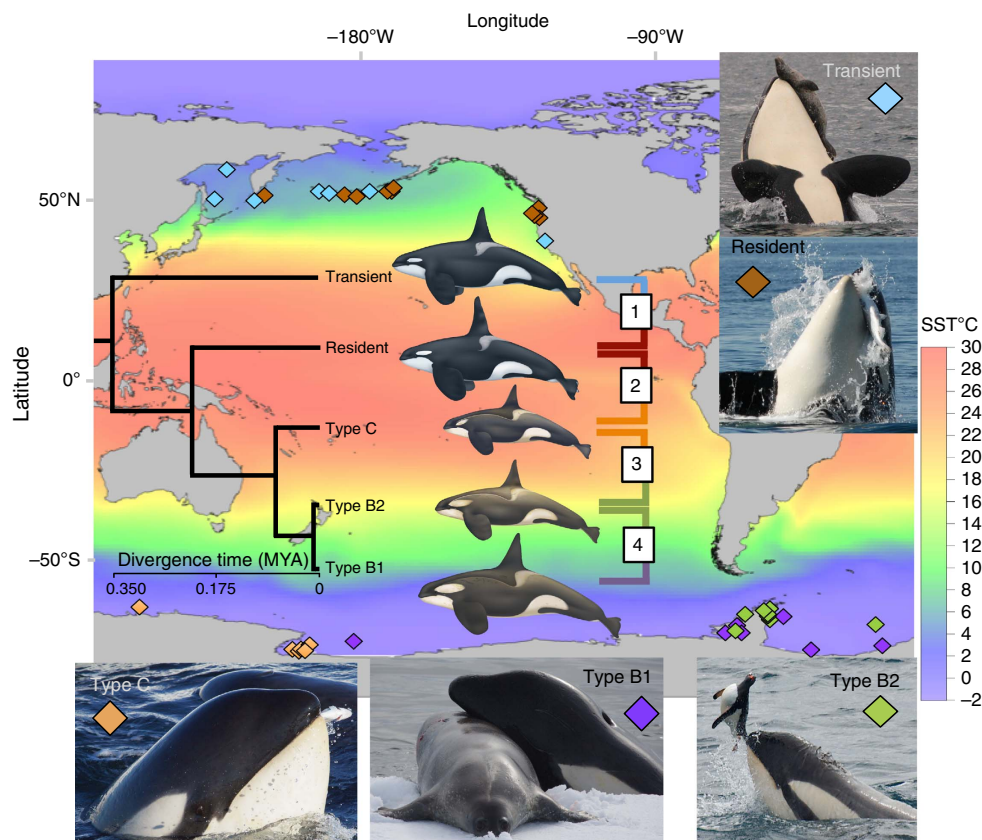 Longitude
–180°W
–90°W
Transient
50°N
Resident
Transient
1
SST°C
30
Resident
28
26
Latitude
0°
2
24
22
20
Type C
18
16
3
14
12
Type B2
10
8
4
6
–50°S
Divergence time (MYA)
Type B1
4
0.350
0.175
0
2
0
–2
Type C
Type B1
Type B2